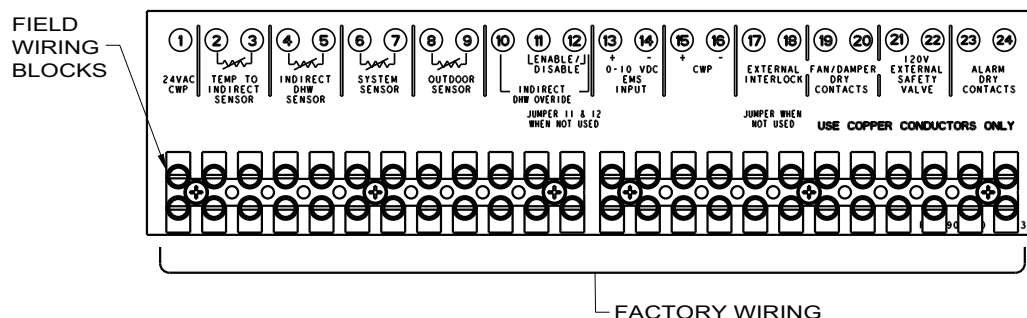 FIELD
WIRING
BLOCKS
1 2 3 4 5 6 7 8 9 10 11 12 13 14 15 16 17 18 19 20 21 22 23 24
24VAC
CWP
TEMP TO
INDIRECT
SENSOR
INDIRECT
DHW
SENSOR
SYSTEM
SENSOR
OUTDOOR
SENSOR
ENABLE/
DISABLE
INDIRECT
DHW OVERIDE
JUMPER 11 & 12
WHEN NOT USED
+ -
0-10 VDC
EMS
INPUT
+ -
CWP
EXTERNAL
INTERLOCK
JUMPER WHEN
NOT USED
FAN/DAMPER
DRY
CONTACTS
120V
EXTERNAL
SAFETY
VALVE
ALARM
DRY
CONTACTS
USE COPPER CONDUCTORS ONLY
FACTORY WIRING